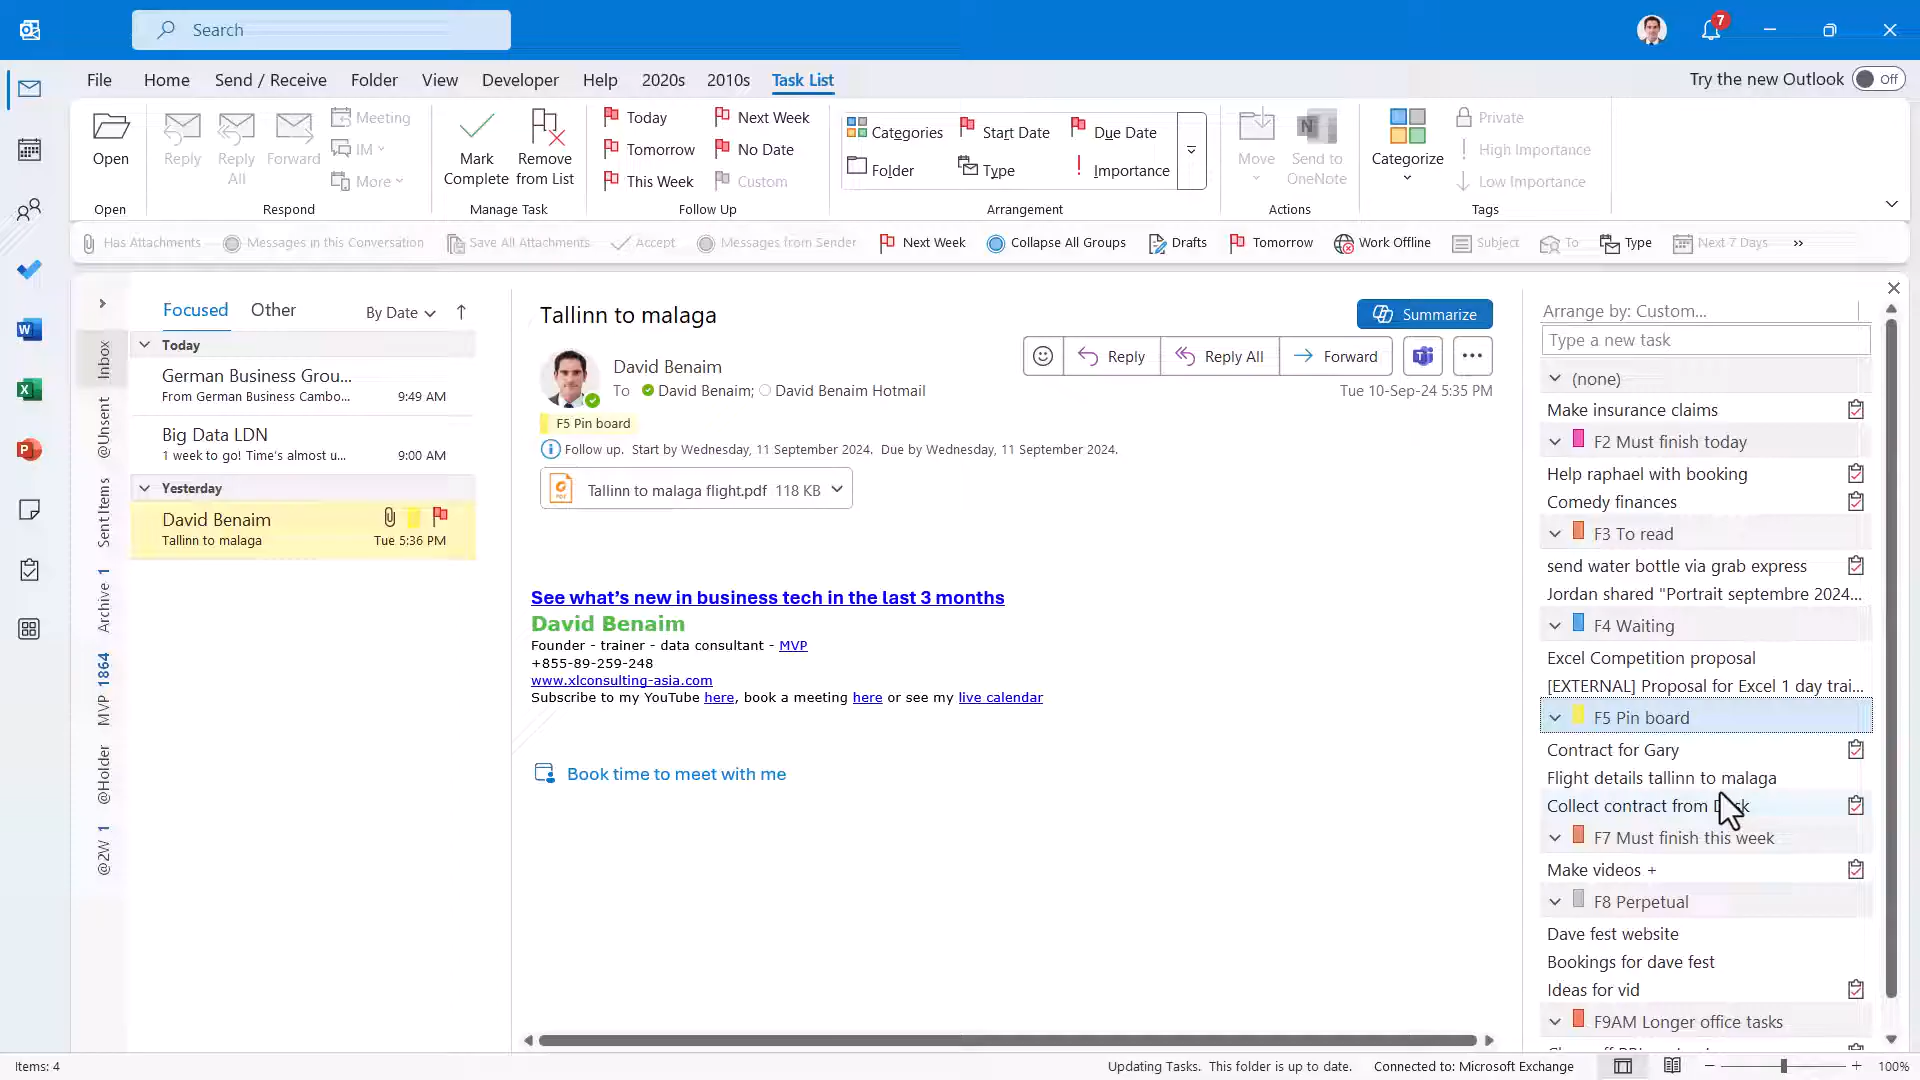 Search
7
File Home Send / Receive Folder View Developer Help 2020s 2010s Task List
Try the new Outlook Off
Open
Reply
Reply All
Forward
Meeting
IM
More
Mark Complete
Remove from List
Today
Tomorrow
This Week
Next Week
No Date
Custom
Categories Start Date Due Date
Folder Type Importance
Move
Send to OneNote
Categorize
Private
High Importance
Low Importance
Open Respond Manage Task Follow Up Arrangement Actions Tags
Has Attachments Messages in this Conversation Save All Attachments Accept Messages from Sender Next Week Collapse All Groups Drafts Tomorrow Work Offline Subject To Type Next 7 Days
Inbox
@Unsent
Sent Items
Archive 1
MVP 1864
@Holder
@2W 1
Focused Other By Date
Today
German Business Grou...
From German Business Cambo... 9:49 AM
Big Data LDN
1 week to go! Time's almost u... 9:00 AM
Yesterday
David Benaim
Tallinn to malaga Tue 5:36 PM
Tallinn to malaga
Summarize
David Benaim
To David Benaim; David Benaim Hotmail
Reply Reply All Forward
Tue 10-Sep-24 5:35 PM
F5 Pin board
Follow up. Start by Wednesday, 11 September 2024. Due by Wednesday, 11 September 2024.
Tallinn to malaga flight.pdf 118 KB
See what's new in business tech in the last 3 months
David Benaim
Founder - trainer - data consultant - MVP
+855-89-259-248
www.xlconsulting-asia.com
Subscribe to my YouTube here, book a meeting here or see my live calendar
Book time to meet with me
Arrange by: Custom...
Type a new task
(none)
Make insurance claims
F2 Must finish today
Help raphael with booking
Comedy finances
F3 To read
send water bottle via grab express
Jordan shared "Portrait septembre 2024...
F4 Waiting
Excel Competition proposal
[EXTERNAL] Proposal for Excel 1 day trai...
F5 Pin board
Contract for Gary
Flight details tallinn to malaga
Collect contract from
F7 Must finish this week
Make videos +
F8 Perpetual
Dave fest website
Bookings for dave fest
Ideas for vid
F9AM Longer office tasks
Items: 4
Updating Tasks. This folder is up to date. Connected to: Microsoft Exchange 100%